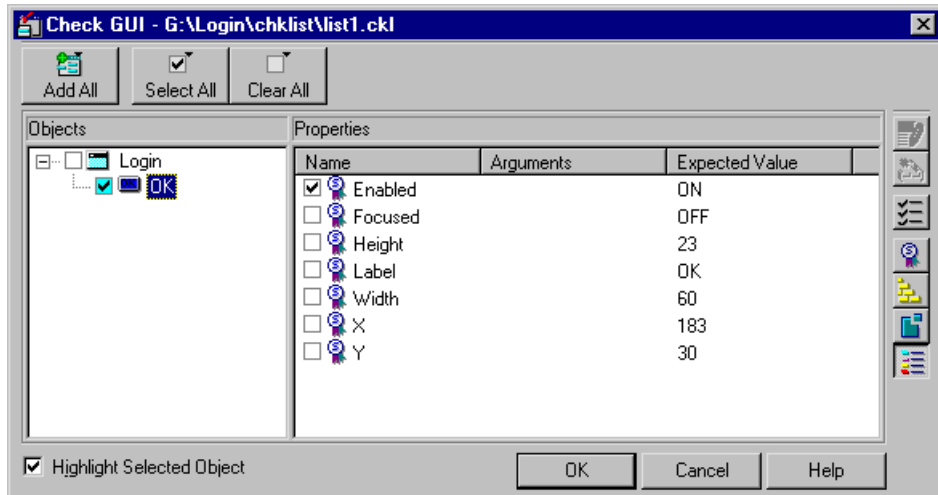 Check GUI - G:\Login\chklist\list1.ckl
Add All Select All Clear All
Objects Properties
Name Arguments Expected Value
Login
OK
Enabled ON
Focused OFF
Height 23
Label OK
Width 60
X 183
Y 30
Highlight Selected Object OK Cancel Help